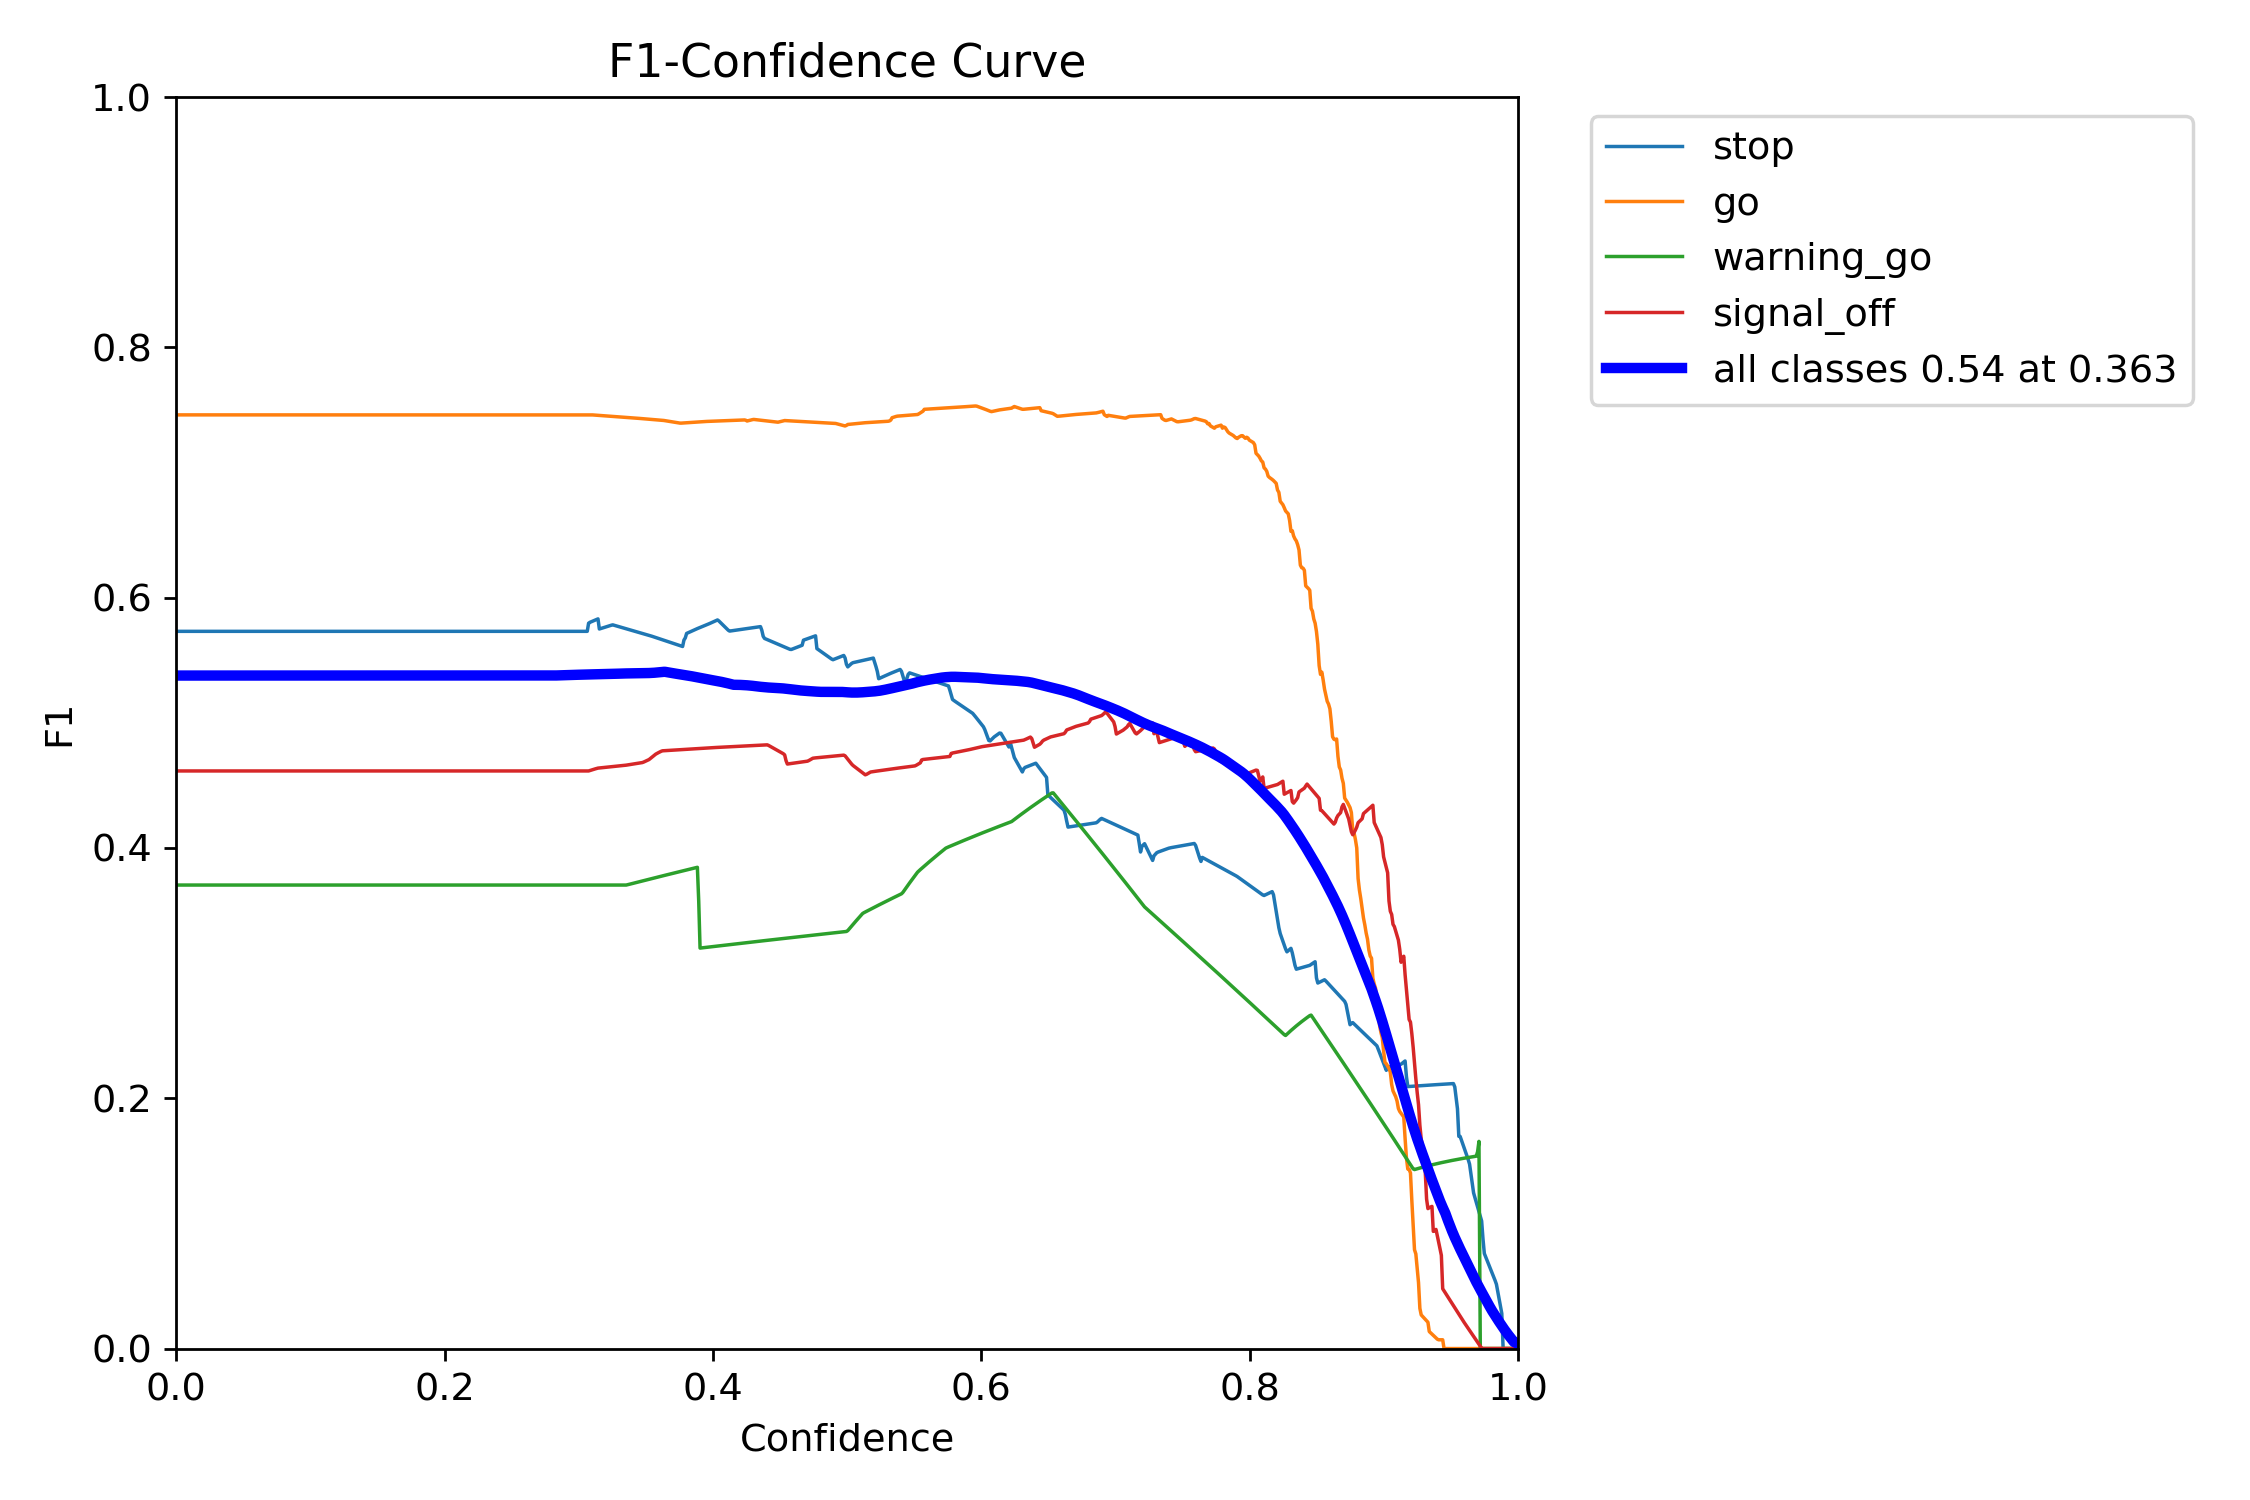 F1-Confidence Curve
1.0
0.8
0.6
0.4
0.2
0.0
F1
0.0 0.2 0.4 0.6 0.8 1.0
Confidence
stop
go
warning_go
signal_off
all classes 0.54 at 0.363